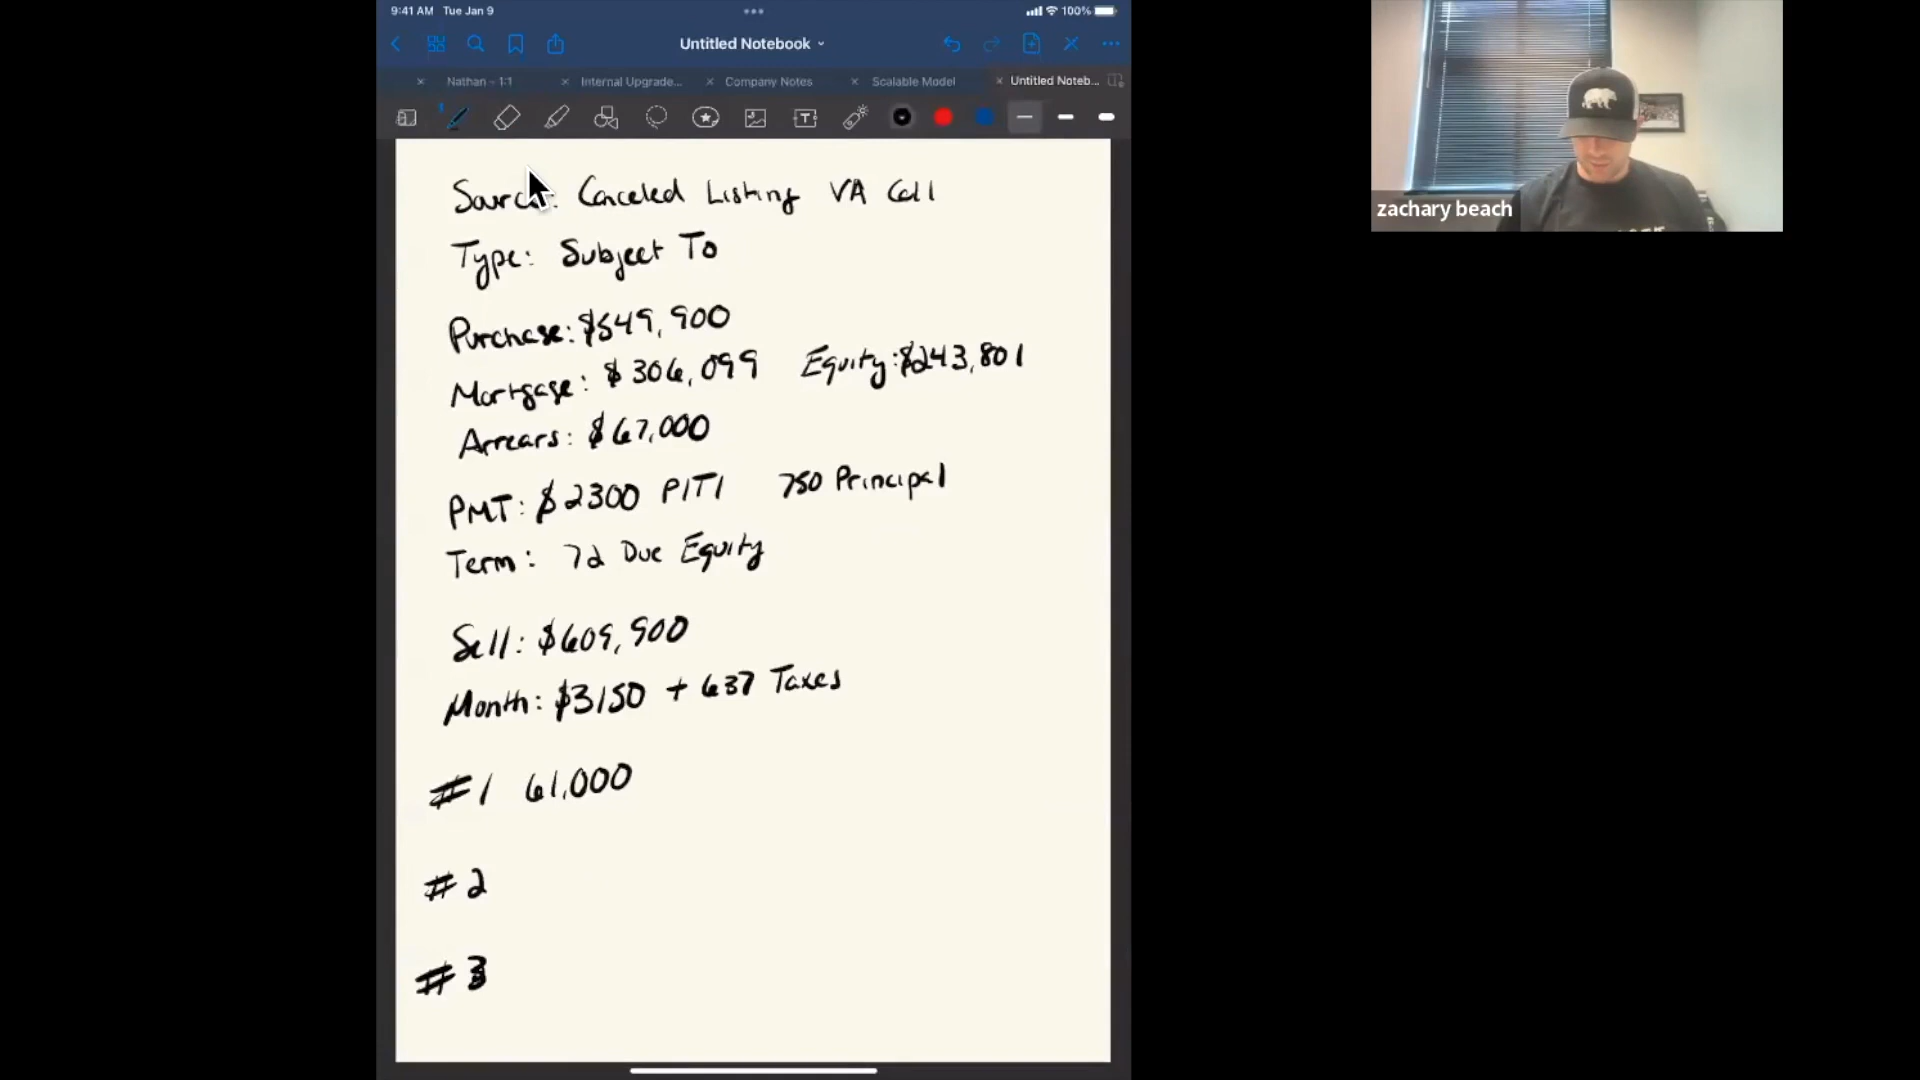 9:41 AM Tue Jan 9
100%
Untitled Notebook
Nathan - 1:1
Internal Upgrade...
Company Notes
Scalable Model
Untitled Noteb...
Canceled Listing VA Call
Type: Subject To
Purchase: $549,900
Mortgage: $306,099 Equity: $243,801
Arrears: $67,000
PMT: $2300 PITI 750 Principal
Term: 72 Due Equity
Sell: $609,900
Month: $3150 + 637 Taxes
#1 61,000
#2
#3
zachary beach